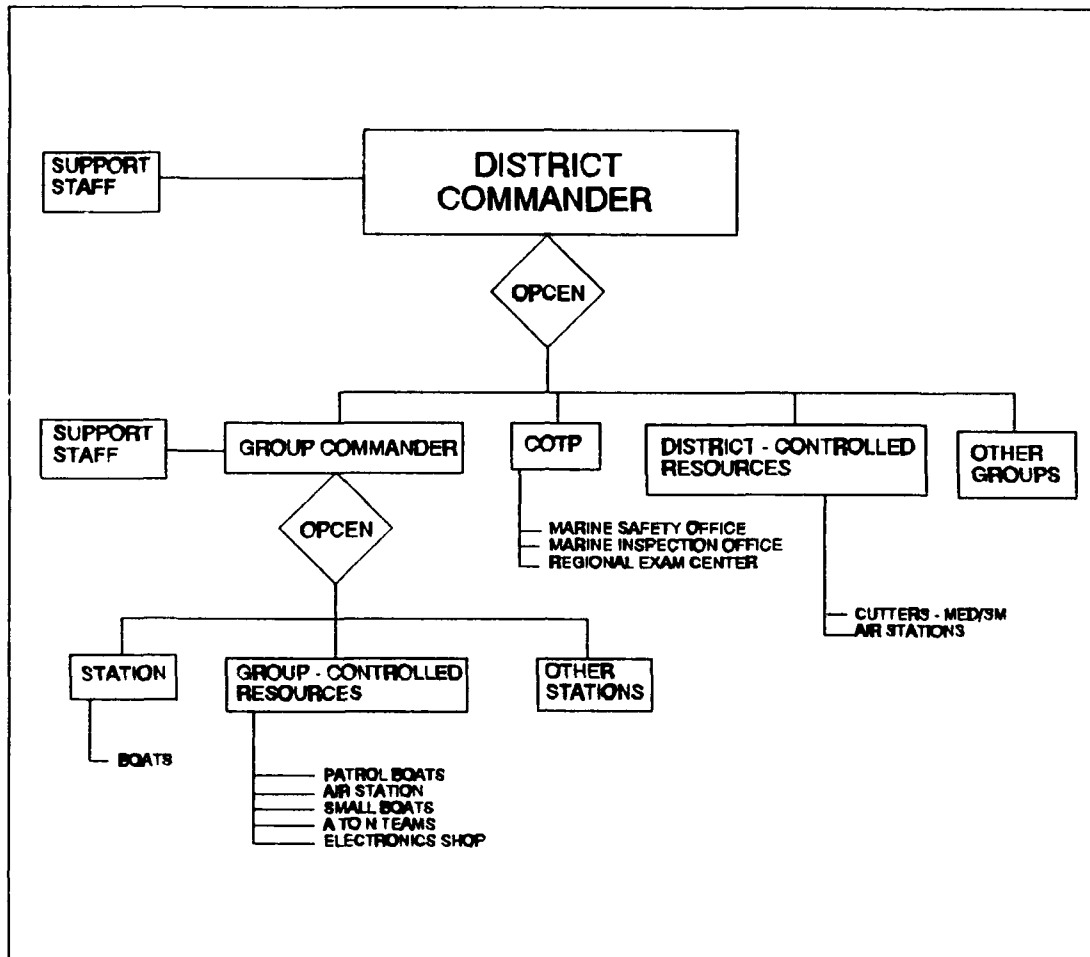 SUPPORT
STAFF
DISTRICT
COMMANDER
OPCEN
SUPPORT
STAFF
GROUP COMMANDER
COTP
DISTRICT - CONTROLLED
RESOURCES
OTHER
GROUPS
OPCEN
MARINE SAFETY OFFICE
MARINE INSPECTION OFFICE
REGIONAL EXAM CENTER
CUTTERS - MED/SM
AIR STATIONS
STATION
GROUP - CONTROLLED
RESOURCES
OTHER
STATIONS
BOATS
PATROL BOATS
AIR STATION
SMALL BOATS
A TO N TEAMS
ELECTRONICS SHOP